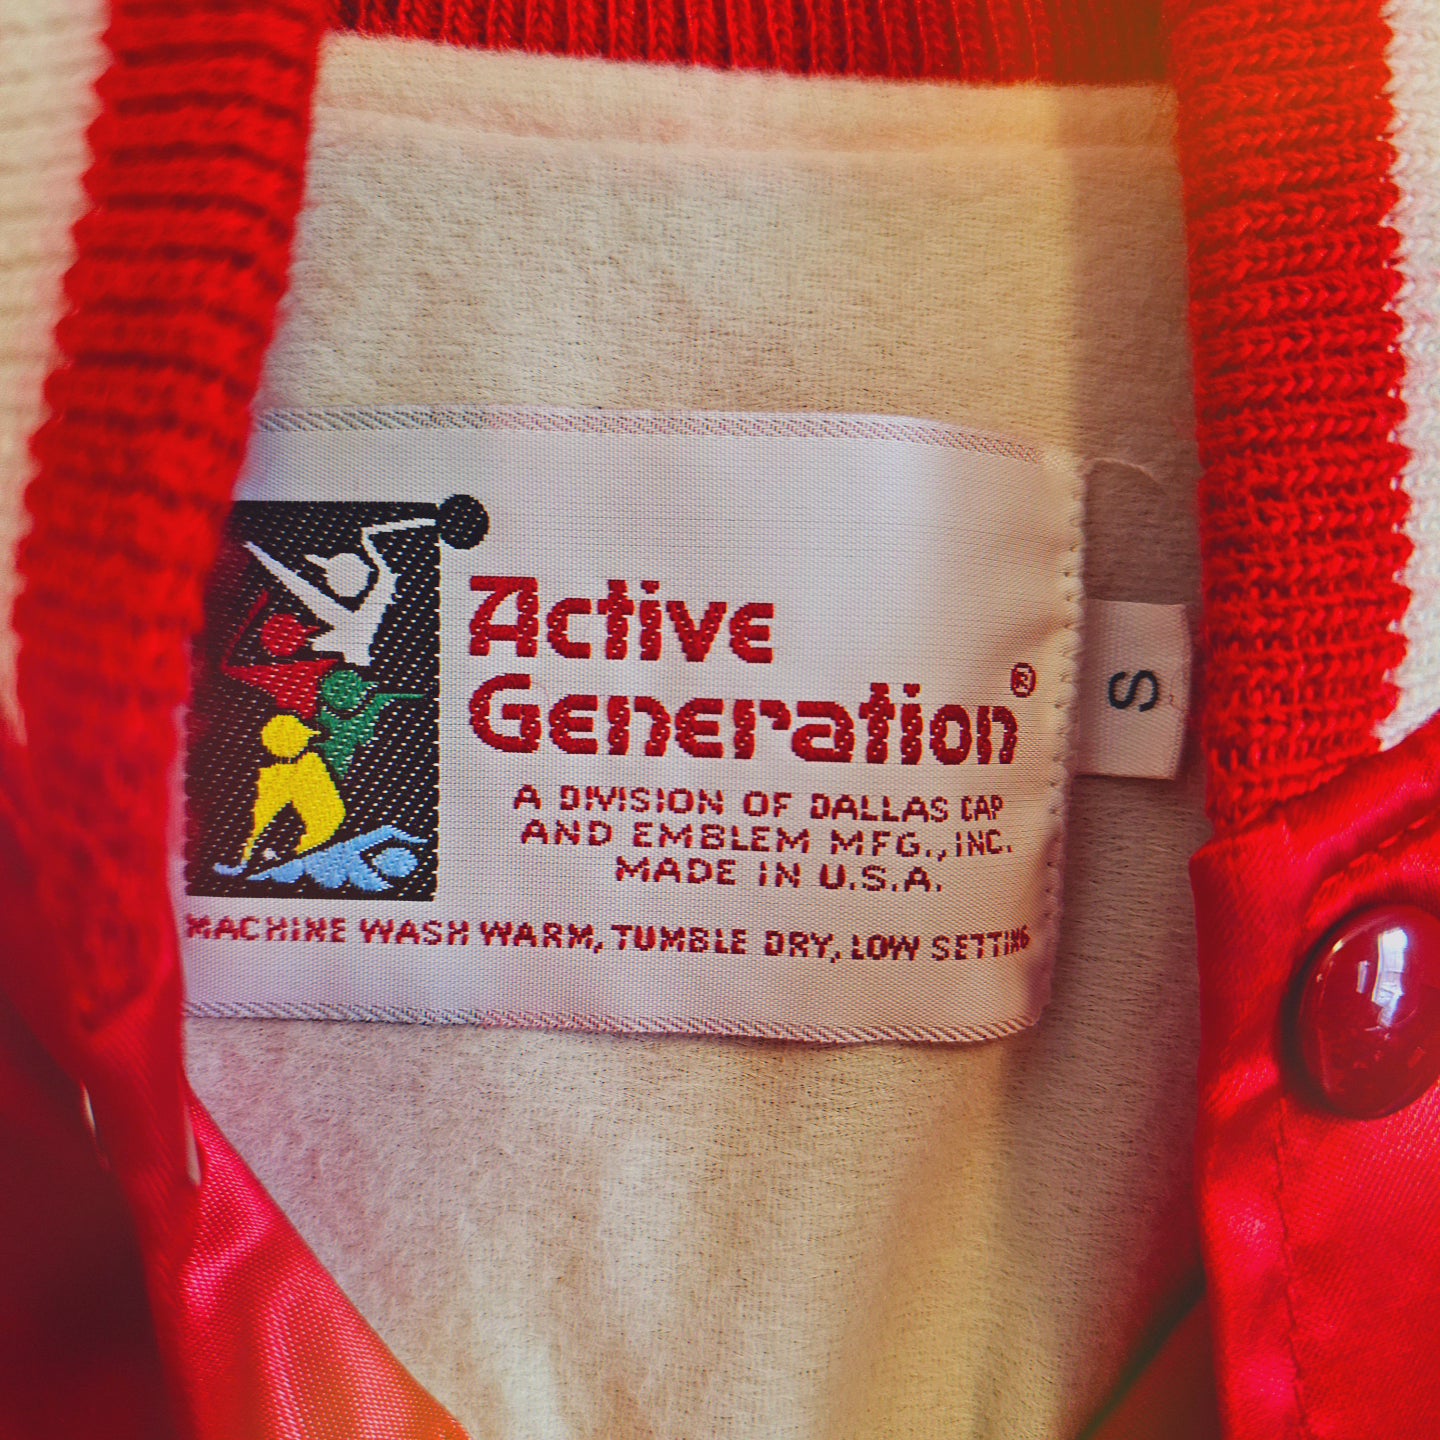 Active
Generation®
A DIVISION OF DALLAS CAP
AND EMBLEM MFG., INC.
MADE IN U.S.A.
MACHINE WASH WARM, TUMBLE DRY, LOW SETTING
S